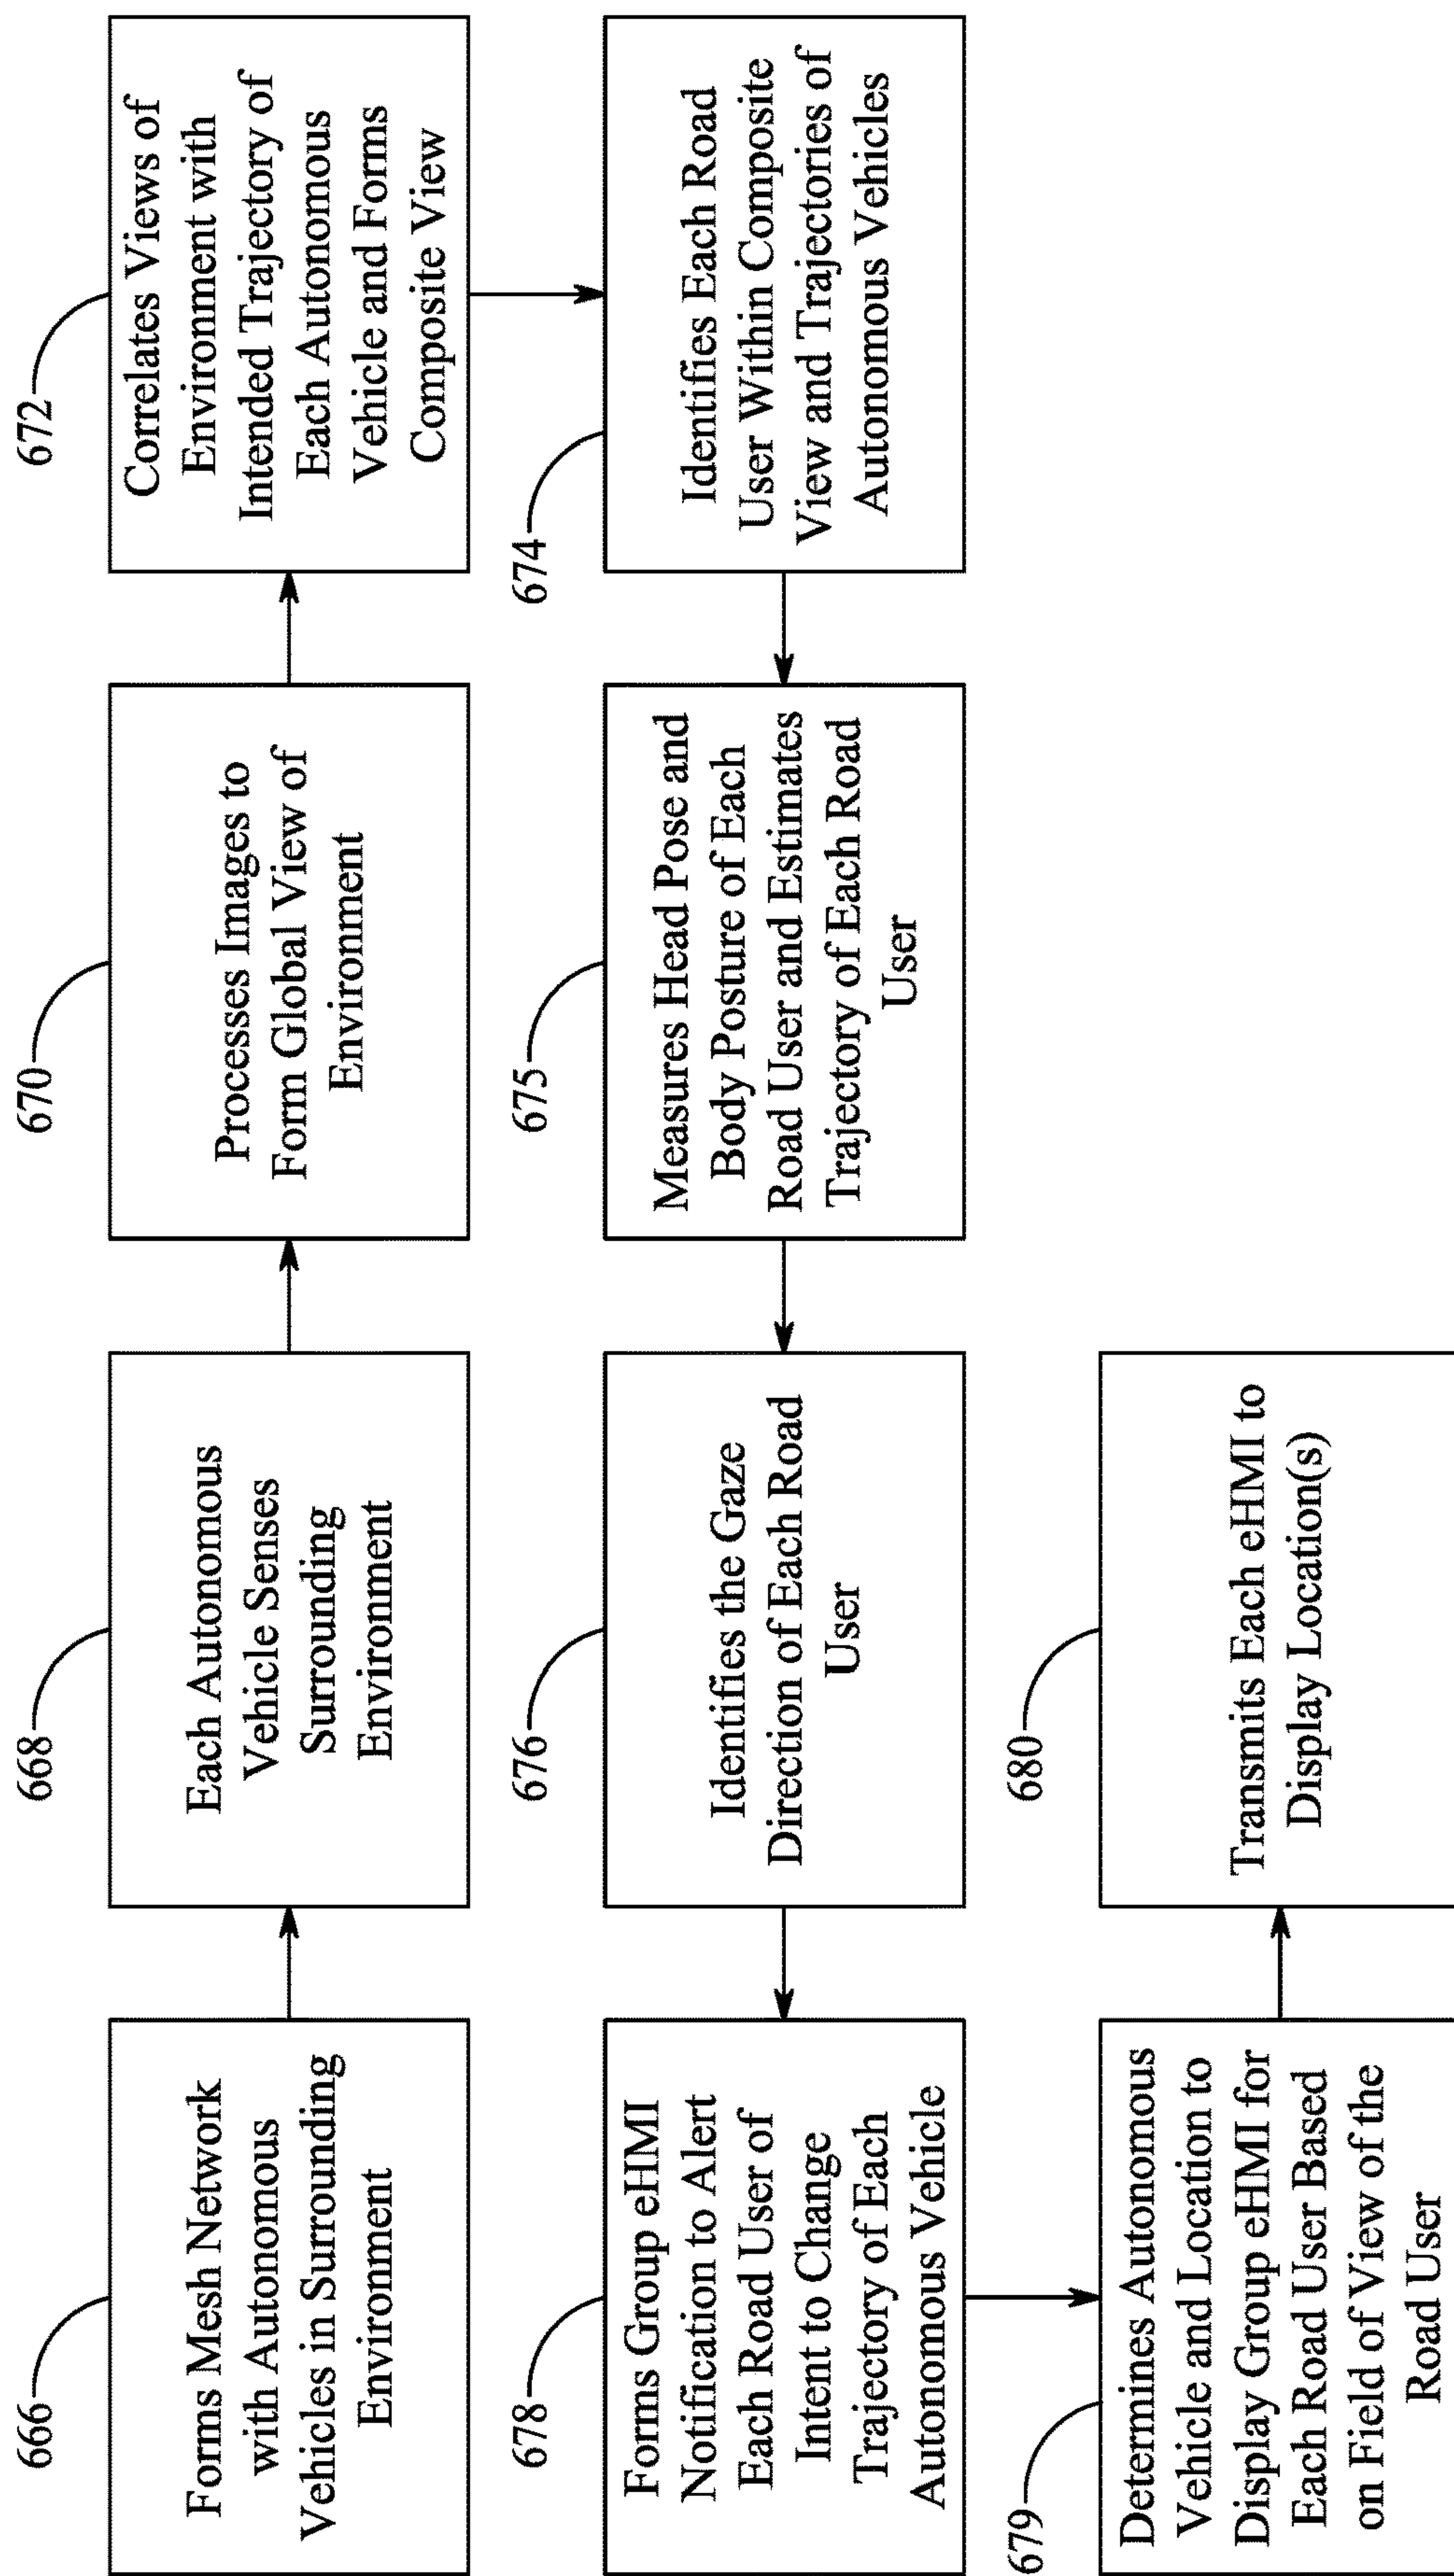 666
Forms Mesh Network
with Autonomous
Vehicles in Surrounding
Environment
668
Each Autonomous
Vehicle Senses
Surrounding
Environment
670
Processes Images to
Form Global View of
Environment
672
Correlates Views of
Environment with
Intended Trajectory of
Each Autonomous
Vehicle and Forms
Composite View
674
Identifies Each Road
User Within Composite
View and Trajectories of
Autonomous Vehicles
675
Measures Head Pose and
Body Posture of Each
Road User and Estimates
Trajectory of Each Road
User
676
Identifies the Gaze
Direction of Each Road
User
678
Forms Group eHMI
Notification to Alert
Each Road User of
Intent to Change
Trajectory of Each
Autonomous Vehicle
679
Determines Autonomous
Vehicle and Location to
Display Group eHMI for
Each Road User Based
on Field of View of the
Road User
680
Transmits Each eHMI to
Display Location(s)